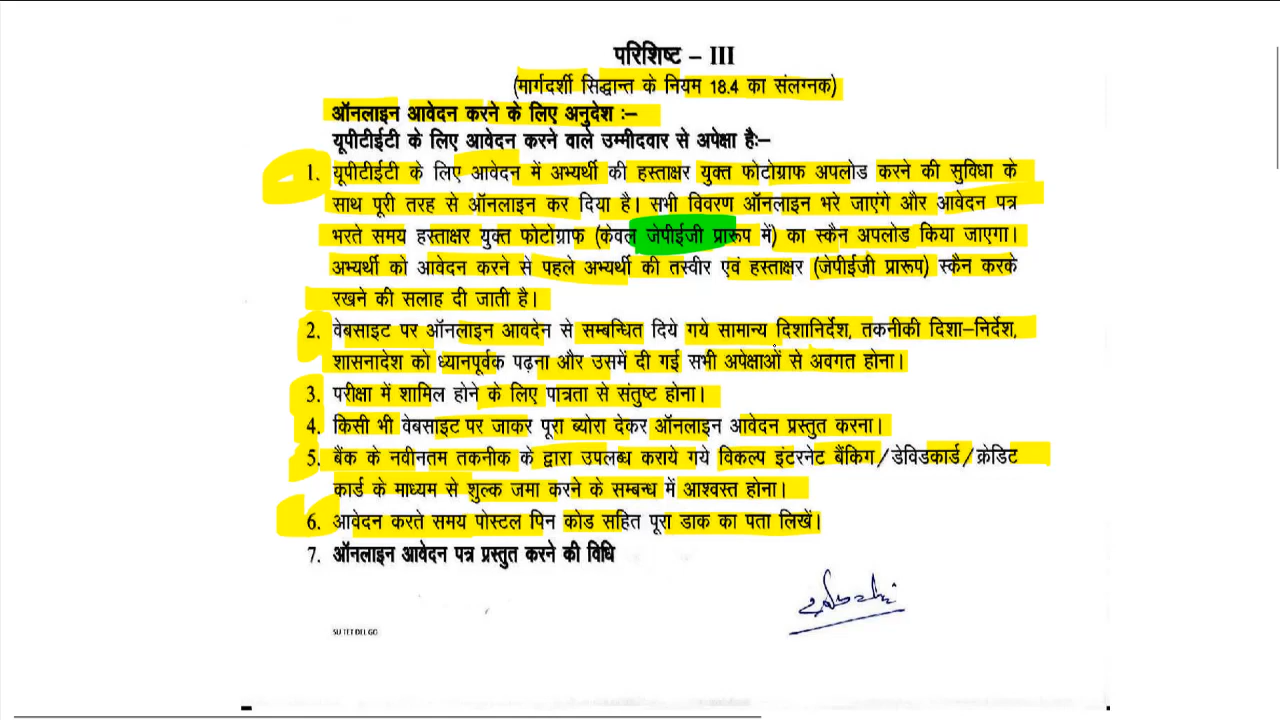 परिशिष्ट – III
(मार्गदर्शी सिद्धान्त के नियम 18.4 का संलग्नक)
ऑनलाइन आवेदन करने के लिए अनुदेश :–
यूपीटीईटी के लिए आवेदन करने वाले उम्मीदवार से अपेक्षा हैः–
1. यूपीटीईटी के लिए आवेदन में अभ्यर्थी की हस्ताक्षर युक्त फोटोग्राफ अपलोड करने की सुविधा के
साथ पूरी तरह से ऑनलाइन कर दिया है। सभी विवरण ऑनलाइन भरे जाएंगे और आवेदन पत्र
भरते समय हस्ताक्षर युक्त फोटोग्राफ (केवल जेपीईजी प्रारूप में) का स्कैन अपलोड किया जाएगा।
अभ्यर्थी को आवेदन करने से पहले अभ्यर्थी की तस्वीर एवं हस्ताक्षर (जेपीईजी प्रारूप) स्कैन करके
रखने की सलाह दी जाती है।
2. वेबसाइट पर ऑनलाइन आवदेन से सम्बन्धित दिये गये सामान्य दिशानिर्देश, तकनीकी दिशा–निर्देश,
शासनादेश को ध्यानपूर्वक पढ़ना और उसमें दी गई सभी अपेक्षाओं से अवगत होना।
3. परीक्षा में शामिल होने के लिए पात्रता से संतुष्ट होना।
4. किसी भी वेबसाइट पर जाकर पूरा ब्योरा देकर ऑनलाइन आवेदन प्रस्तुत करना।
5. बैंक के नवीनतम तकनीक के द्वारा उपलब्ध कराये गये विकल्प इंटरनेट बैंकिग/डेविडकार्ड/क्रेडिट
कार्ड के माध्यम से शुल्क जमा करने के सम्बन्ध में आश्वस्त होना।
6. आवेदन करते समय पोस्टल पिन कोड सहित पूरा डाक का पता लिखें।
7. ऑनलाइन आवेदन पत्र प्रस्तुत करने की विधि
SU TET DEL GO